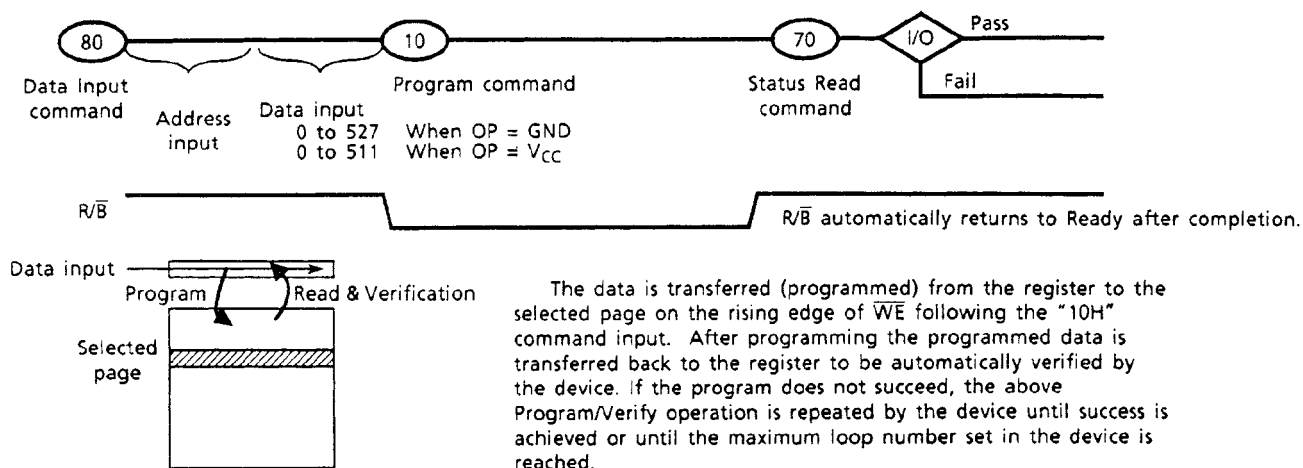 80
10
70
I/O
Pass
Fail
Data Input
command
Address
input
Data input
0 to 527 When OP = GND
0 to 511 When OP = VCC
Program command
Status Read
command
R/B̅
R/B̅ automatically returns to Ready after completion.
Data input
Program
Read & Verification
Selected
page
The data is transferred (programmed) from the register to the
selected page on the rising edge of W̅E̅ following the "10H"
command input. After programming the programmed data is
transferred back to the register to be automatically verified by
the device. If the program does not succeed, the above
Program/Verify operation is repeated by the device until success is
achieved or until the maximum loop number set in the device is
reached.